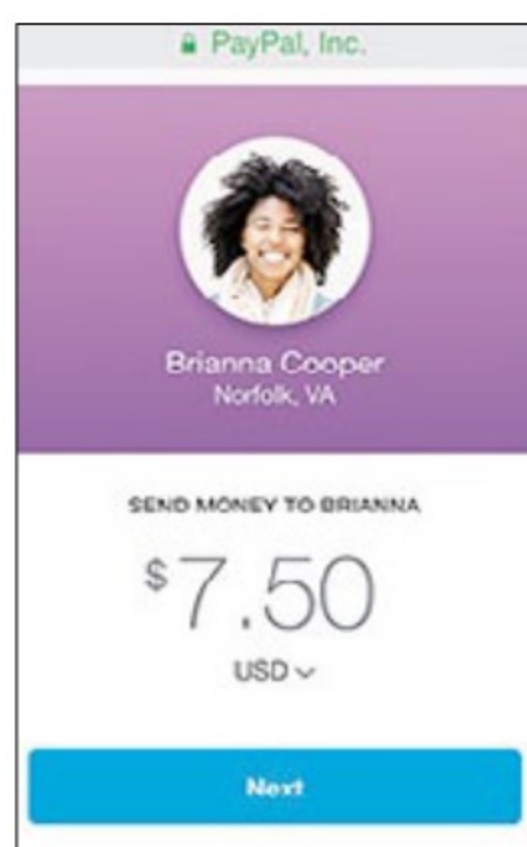 PayPal, Inc.
Brianna Cooper
Norfolk, VA
SEND MONEY TO BRIANNA
$7.50
USD
Next